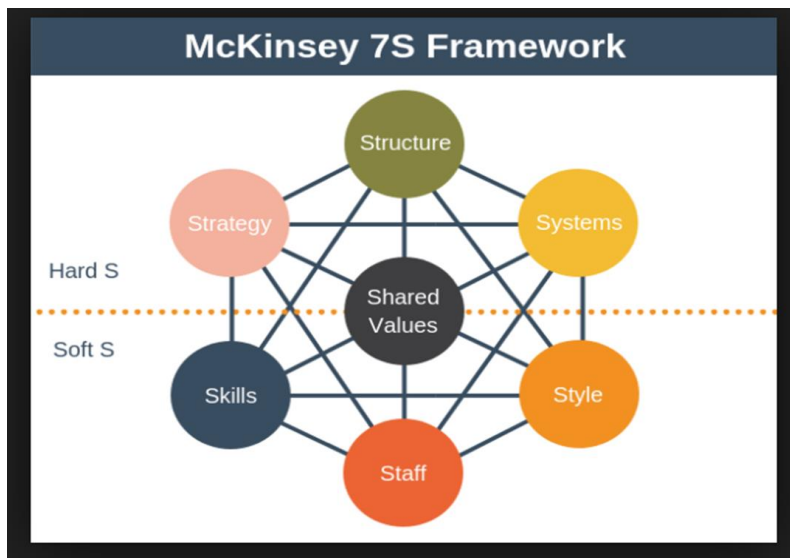 McKinsey 7S Framework
Structure
Strategy
Systems
Hard S
Shared
Values
Soft S
Skills
Style
Staff